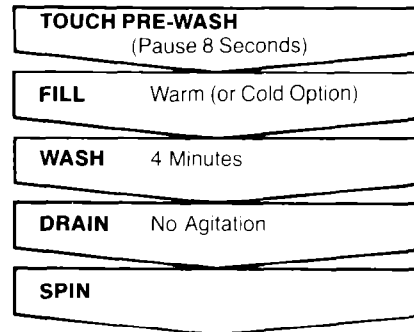 TOUCH PRE-WASH
(Pause 8 Seconds)
FILL Warm (or Cold Option)
WASH 4 Minutes
DRAIN No Agitation
SPIN